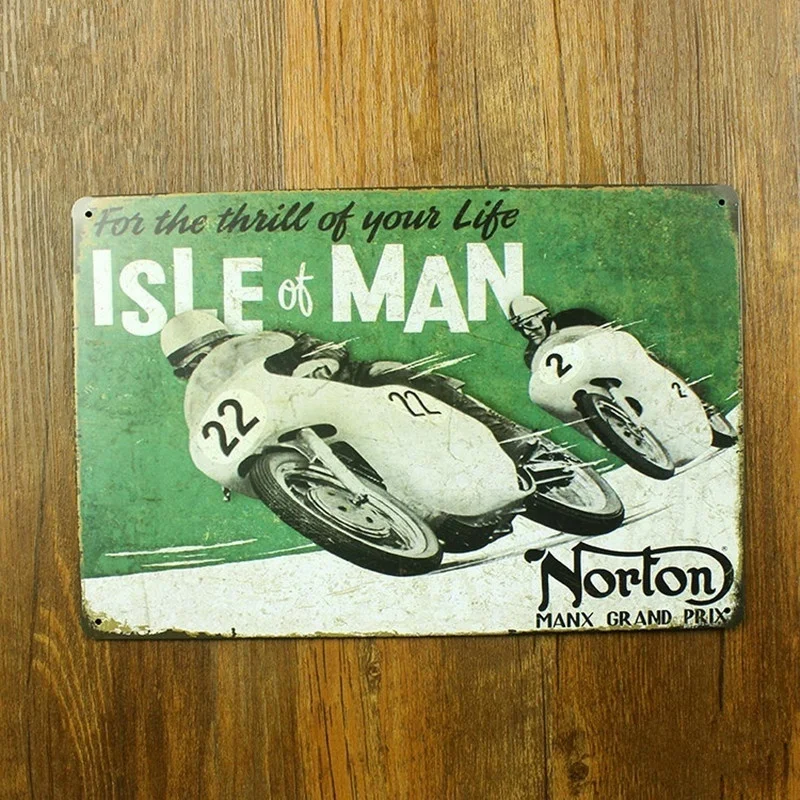 For the thrill of your Life
ISLE of MAN
22
22
2
2
Norton
MANX GRAND PRIX